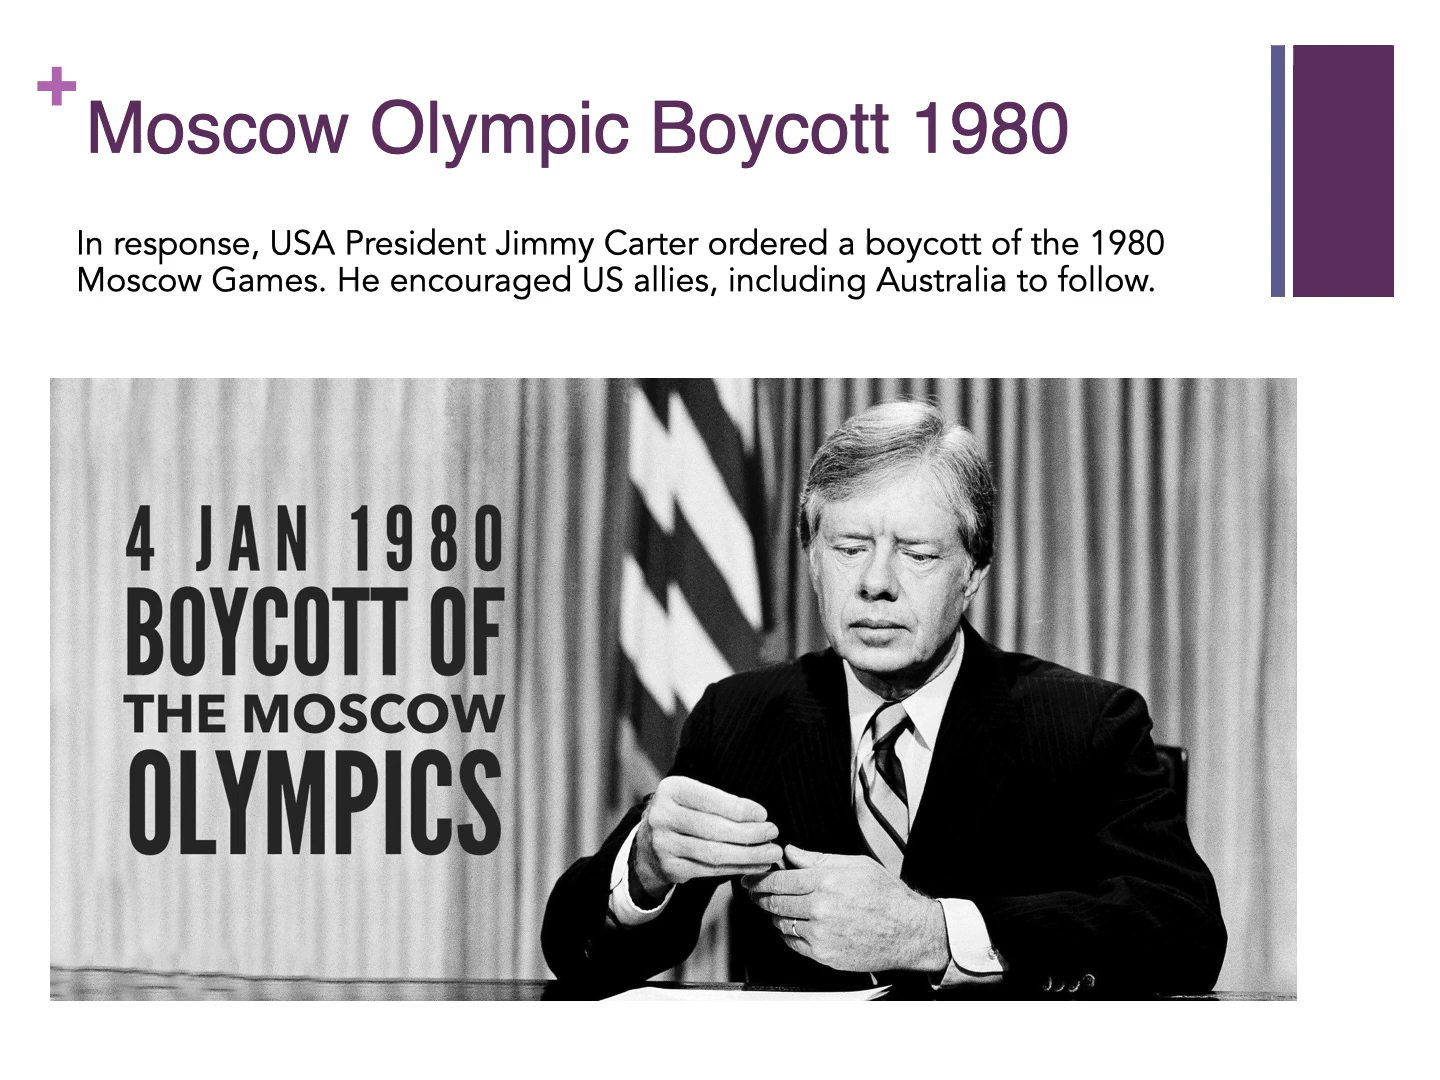 Moscow Olympic Boycott 1980
In response, USA President Jimmy Carter ordered a boycott of the 1980
Moscow Games. He encouraged US allies, including Australia to follow.
4 JAN 1980
BOYCOTT OF
THE MOSCOW
OLYMPICS